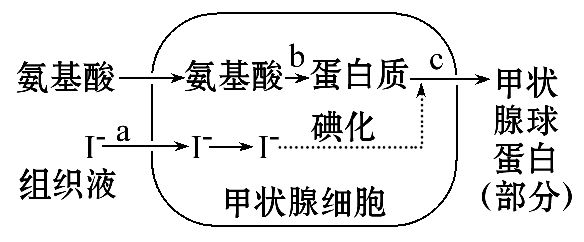 氨基酸 氨基酸 b 蛋白质 c 甲状
腺球
蛋白
(部分)
I⁻ a I⁻ I⁻ 碘化
组织液
甲状腺细胞